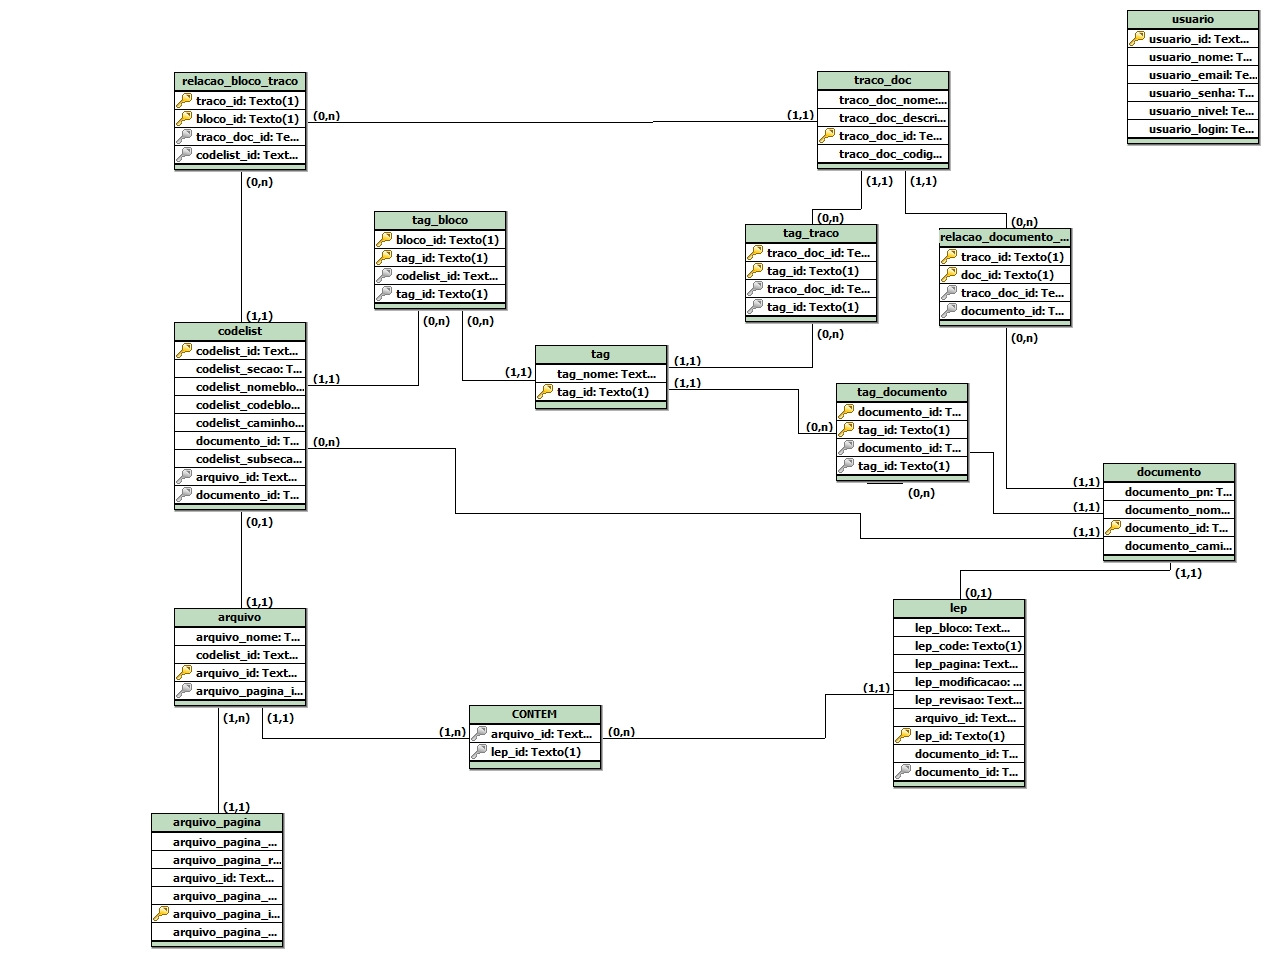 usuario
usuario_id: Text...
usuario_nome: T...
usuario_email: Te...
usuario_senha: T...
usuario_nivel: Te...
usuario_login: Te...
relacao_bloco_traco
traco_id: Texto(1)
bloco_id: Texto(1)
traco_doc_id: Te...
codelist_id: Text...
(0,n)
(1,1)
traco_doc
traco_doc_nome:...
traco_doc_descri...
traco_doc_id: Te...
traco_doc_codig...
(0,n)
(1,1)
(1,1)
tag_bloco
bloco_id: Texto(1)
tag_id: Texto(1)
codelist_id: Text...
tag_id: Texto(1)
(0,n)
tag_traco
traco_doc_id: Te...
tag_id: Texto(1)
traco_doc_id: Te...
tag_id: Texto(1)
(0,n)
relacao_documento_...
traco_id: Texto(1)
doc_id: Texto(1)
traco_doc_id: Te...
documento_id: T...
(1,1)
(0,n)
(0,n)
(0,n)
(0,n)
codelist
codelist_id: Text...
codelist_secao: T...
codelist_nomeblo...
codelist_codeblo...
codelist_caminho...
documento_id: T...
codelist_subseca...
arquivo_id: Text...
documento_id: T...
(1,1)
(0,n)
(1,1)
tag
tag_nome: Text...
tag_id: Texto(1)
(1,1)
(1,1)
(0,n)
tag_documento
documento_id: T...
tag_id: Texto(1)
documento_id: T...
tag_id: Texto(1)
(0,n)
(1,1)
(1,1)
(1,1)
documento
documento_pn: T...
documento_nom...
documento_id: T...
documento_cami...
(0,1)
(1,1)
(1,1)
(0,1)
arquivo
arquivo_nome: T...
codelist_id: Text...
arquivo_id: Text...
arquivo_pagina_i...
(1,n)
(1,1)
(1,n)
CONTEM
arquivo_id: Text...
lep_id: Texto(1)
(0,n)
(1,1)
lep
lep_bloco: Text...
lep_code: Texto(1)
lep_pagina: Text...
lep_modificacao: ...
lep_revisao: Text...
arquivo_id: Text...
lep_id: Texto(1)
documento_id: T...
documento_id: T...
(1,1)
arquivo_pagina
arquivo_pagina_...
arquivo_pagina_r...
arquivo_id: Text...
arquivo_pagina_...
arquivo_pagina_i...
arquivo_pagina_...